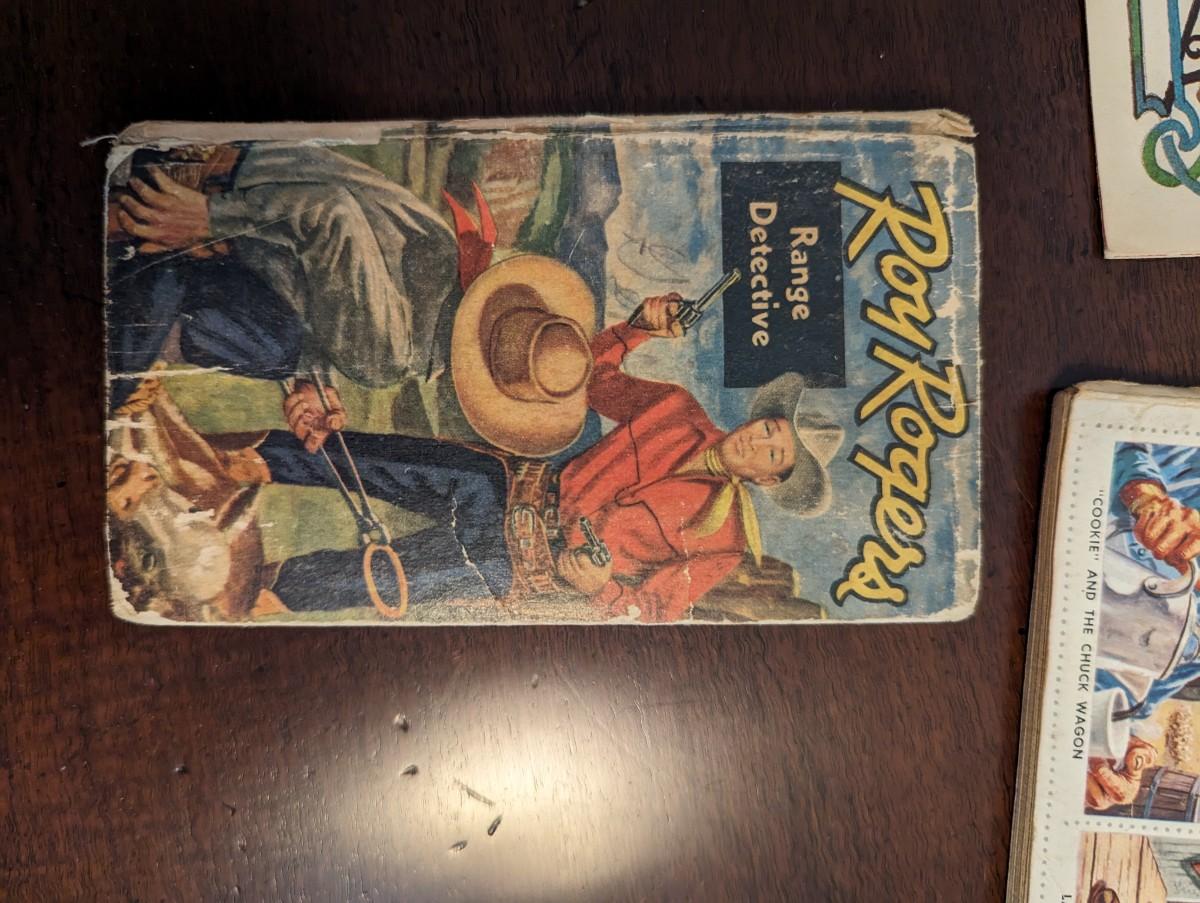 Roy Rogers
Range
Detective
"COOKIE" AND THE CHUCK WAGON